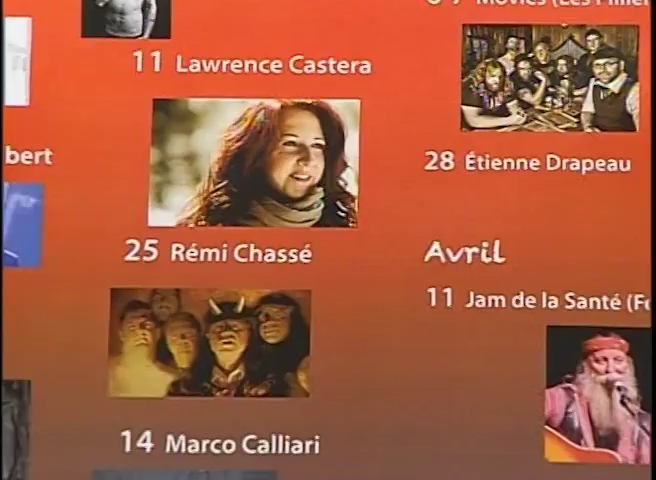 11 Lawrence Castera
bert
25 Rémi Chassé
14 Marco Calliari
28 Étienne Drapeau
Avril
11 Jam de la Santé